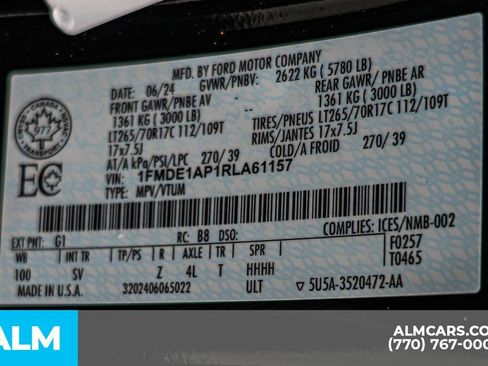 MFD. BY FORD MOTOR COMPANY
DATE: 06/24 GVWR/PNBV: 2622 KG ( 5780 LB)
FRONT GAWR/PNBE AV REAR GAWR/ PNBE AR
1361 KG ( 3000 LB) 1361 KG ( 3000 LB)
LT265/70R17C 112/109T TIRES/PNEUS LT265/70R17C 112/109T
17x7.5J RIMS/JANTES 17x7.5J
AT/A kPa/PSI/LPC 270/39 COLD/A FROID 270/39
VIN: 1FMDE1AP1RLA61157
TYPE: MPV/VTUM
CANADA
977
TRANSPORT
EC
COMPLIES: ICES/NMB-002
EXT PNT: G1 RC: B8 DSO: F0257
WB INT TR TP/PS R AXLE TR SPR T0465
100 SV Z 4L T HHHH
MADE IN U.S.A. 3202406065022 ULT ▽ 5U5A-3520472-AA
ALM
ALMCARS.COM
(770) 767-000